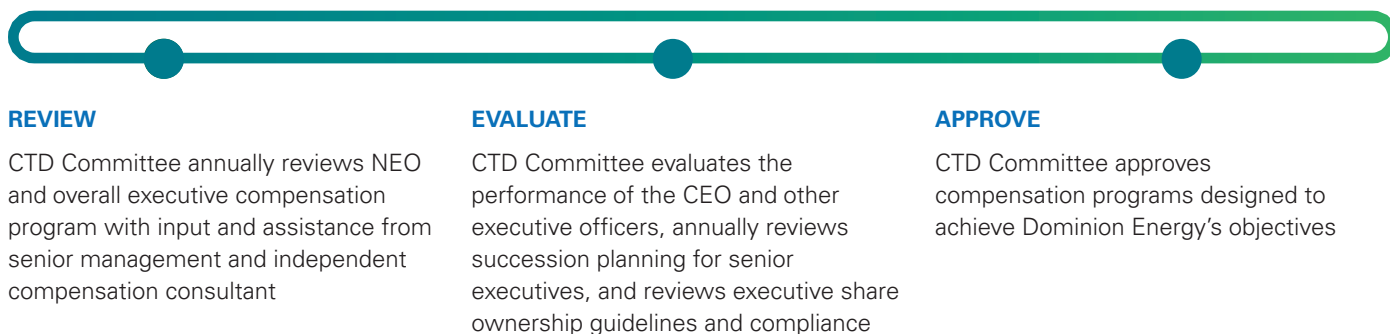 REVIEW
CTD Committee annually reviews NEO
and overall executive compensation
program with input and assistance from
senior management and independent
compensation consultant
EVALUATE
CTD Committee evaluates the
performance of the CEO and other
executive officers, annually reviews
succession planning for senior
executives, and reviews executive share
ownership guidelines and compliance
APPROVE
CTD Committee approves
compensation programs designed to
achieve Dominion Energy’s objectives